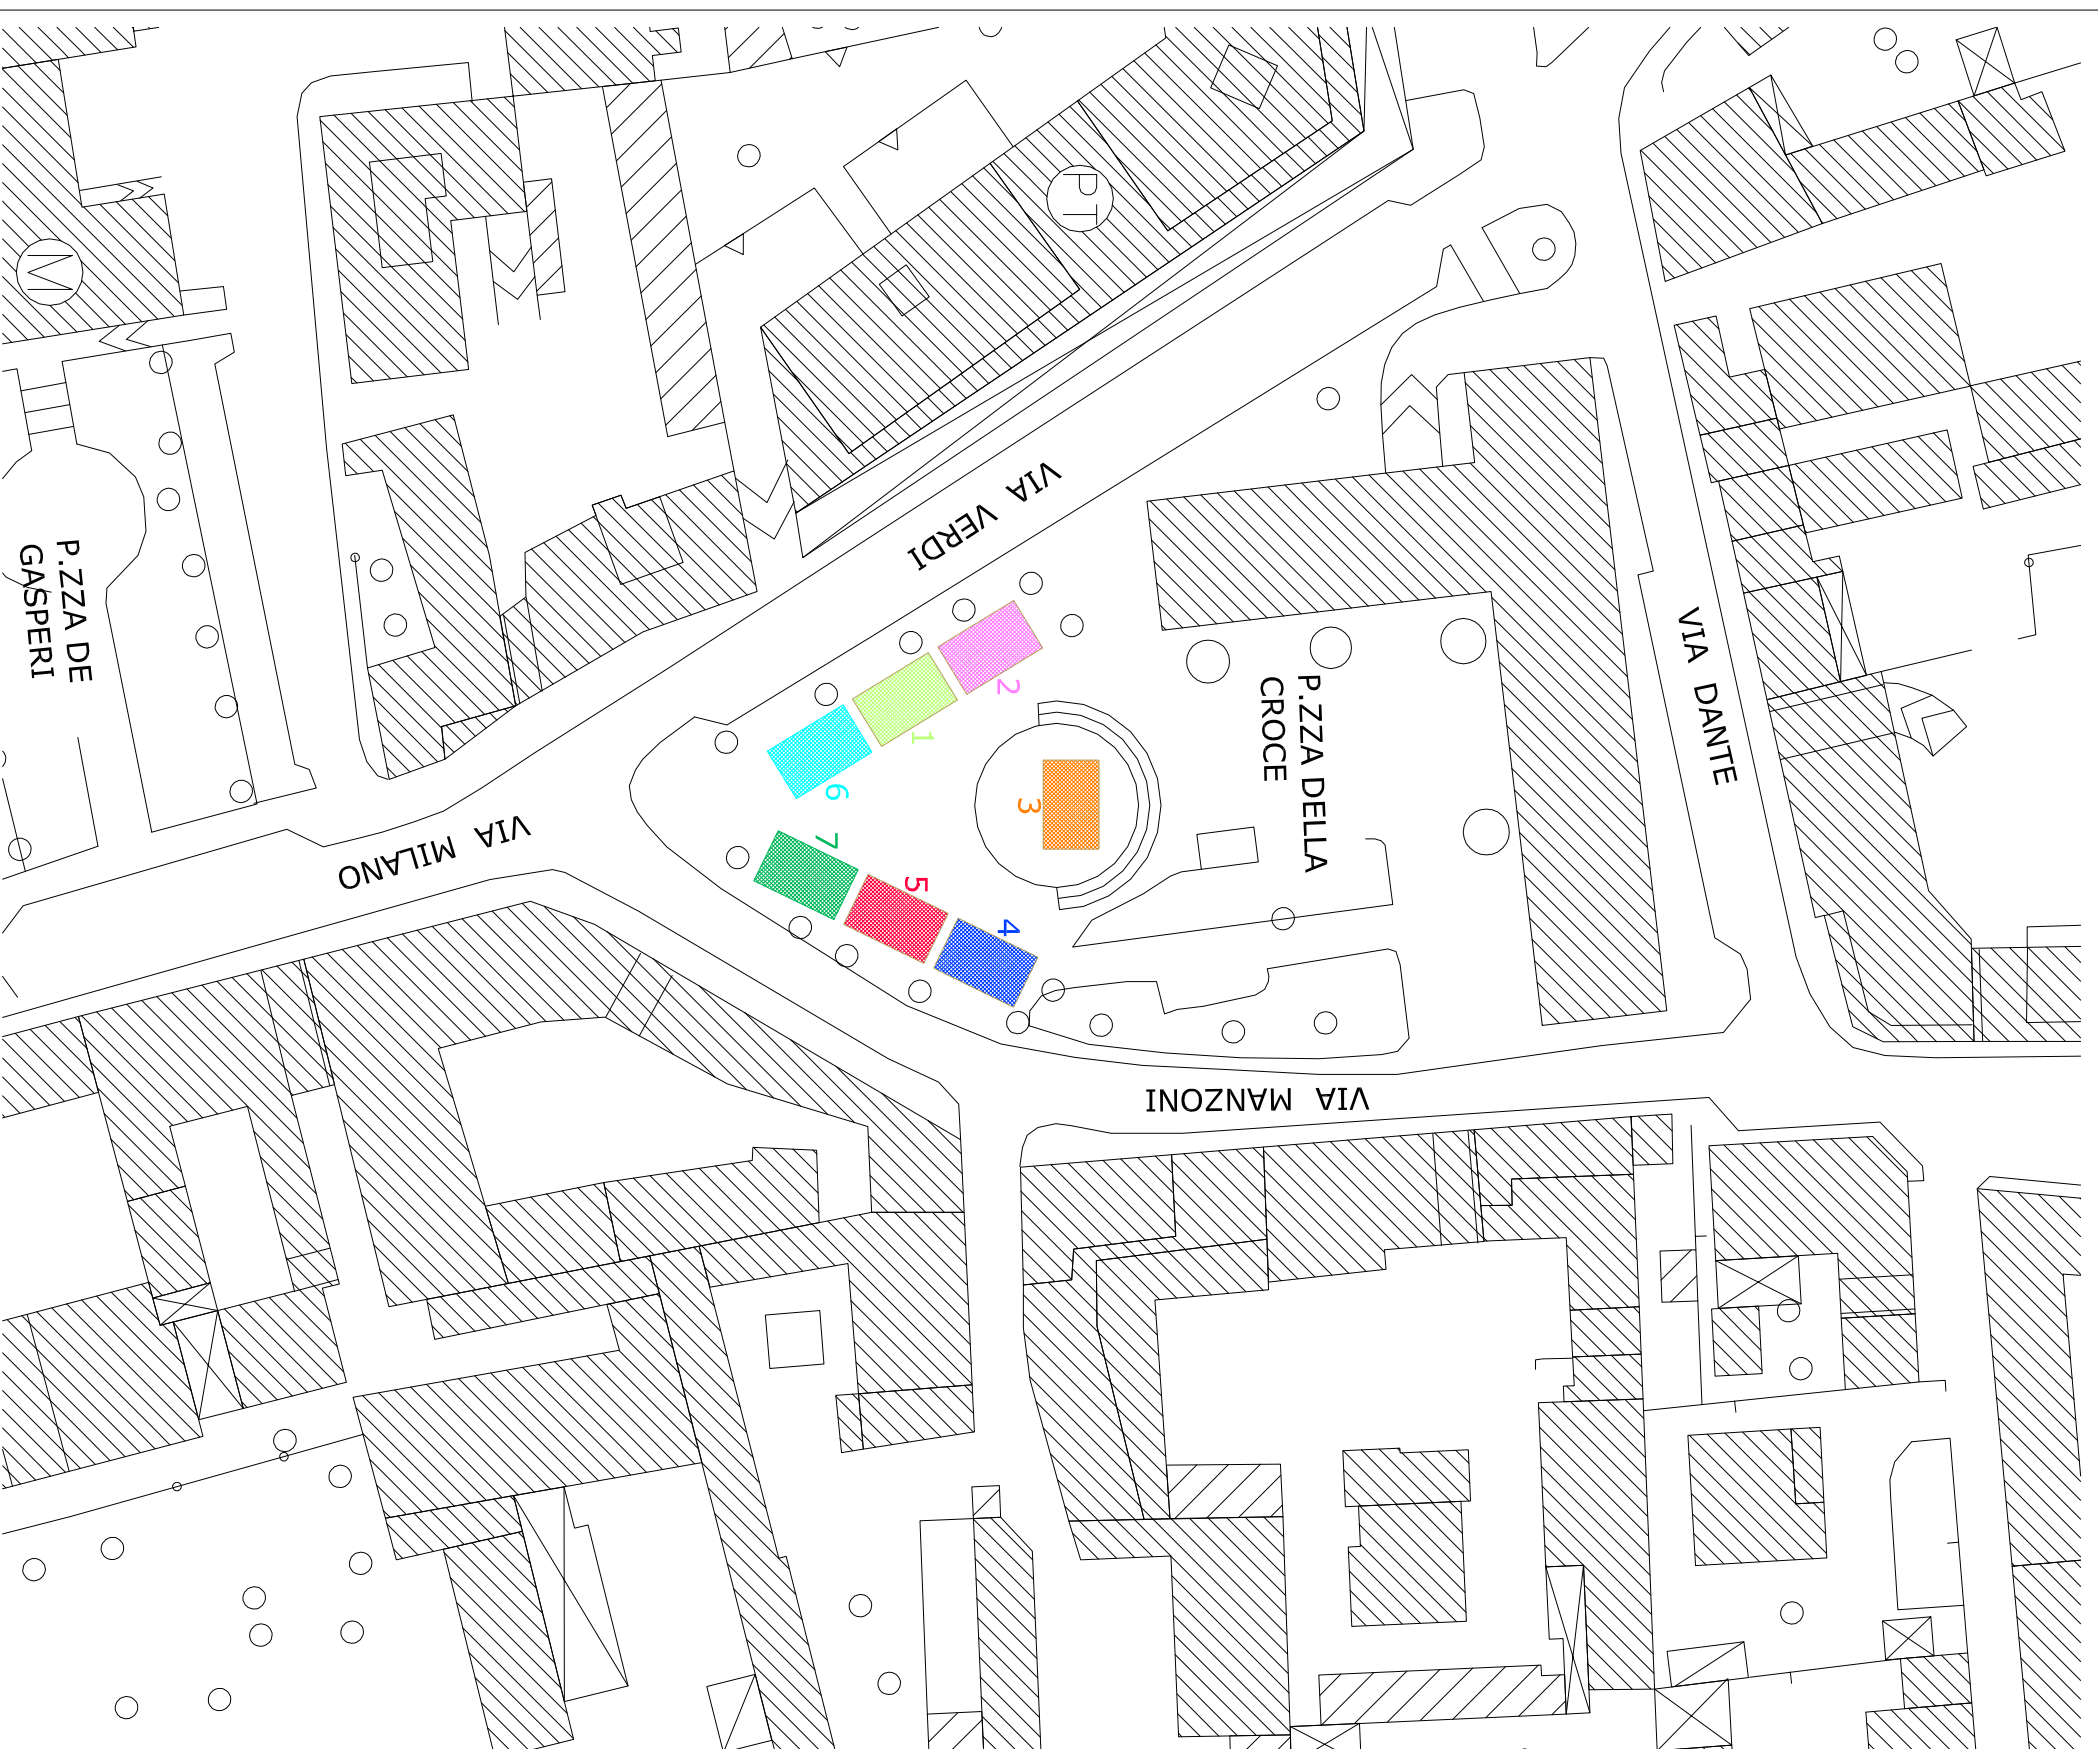 PT
M
VIA VERDI
P.ZZA DE
GASPERI
VIA DANTE
2
1
6
3
P.ZZA DELLA
CROCE
VIA MILANO
7
5
4
VIA MANZONI